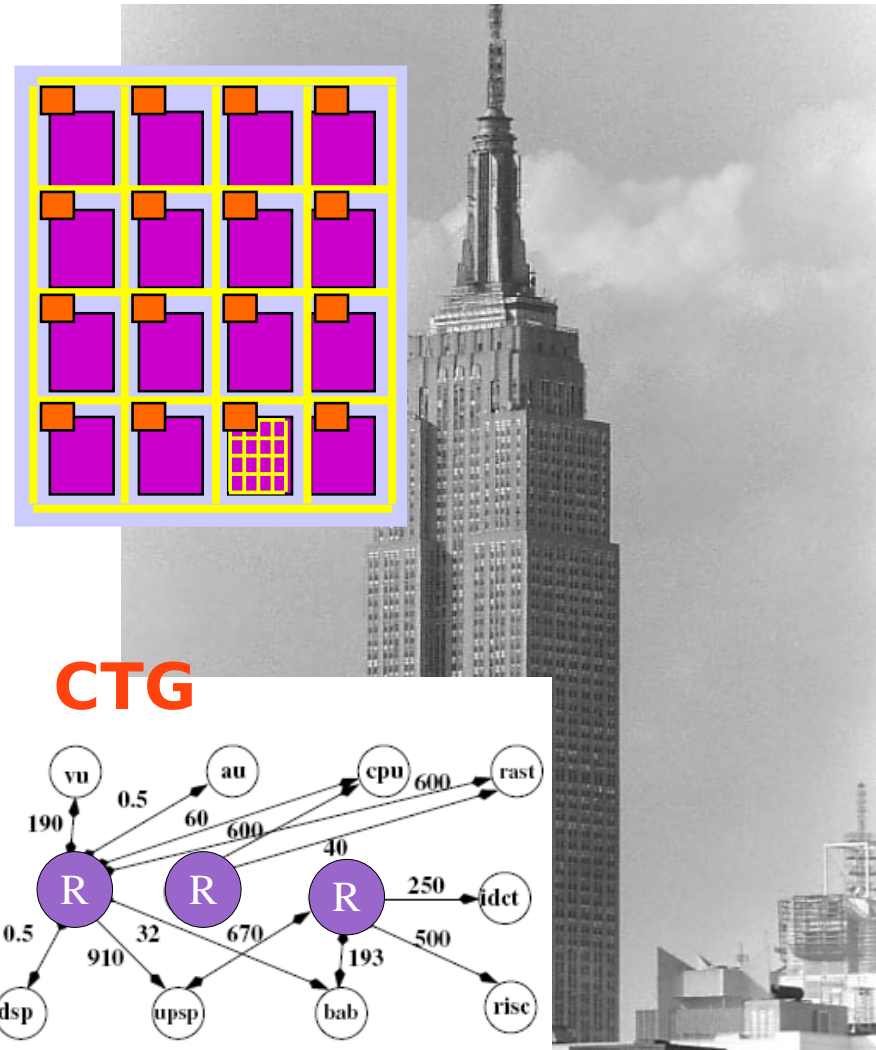 CTG
vu
au
cpu
rast
600
0.5
190
60
600
40
R
R
R
250
idct
0.5
32
670
500
910
193
dsp
upsp
bab
risc